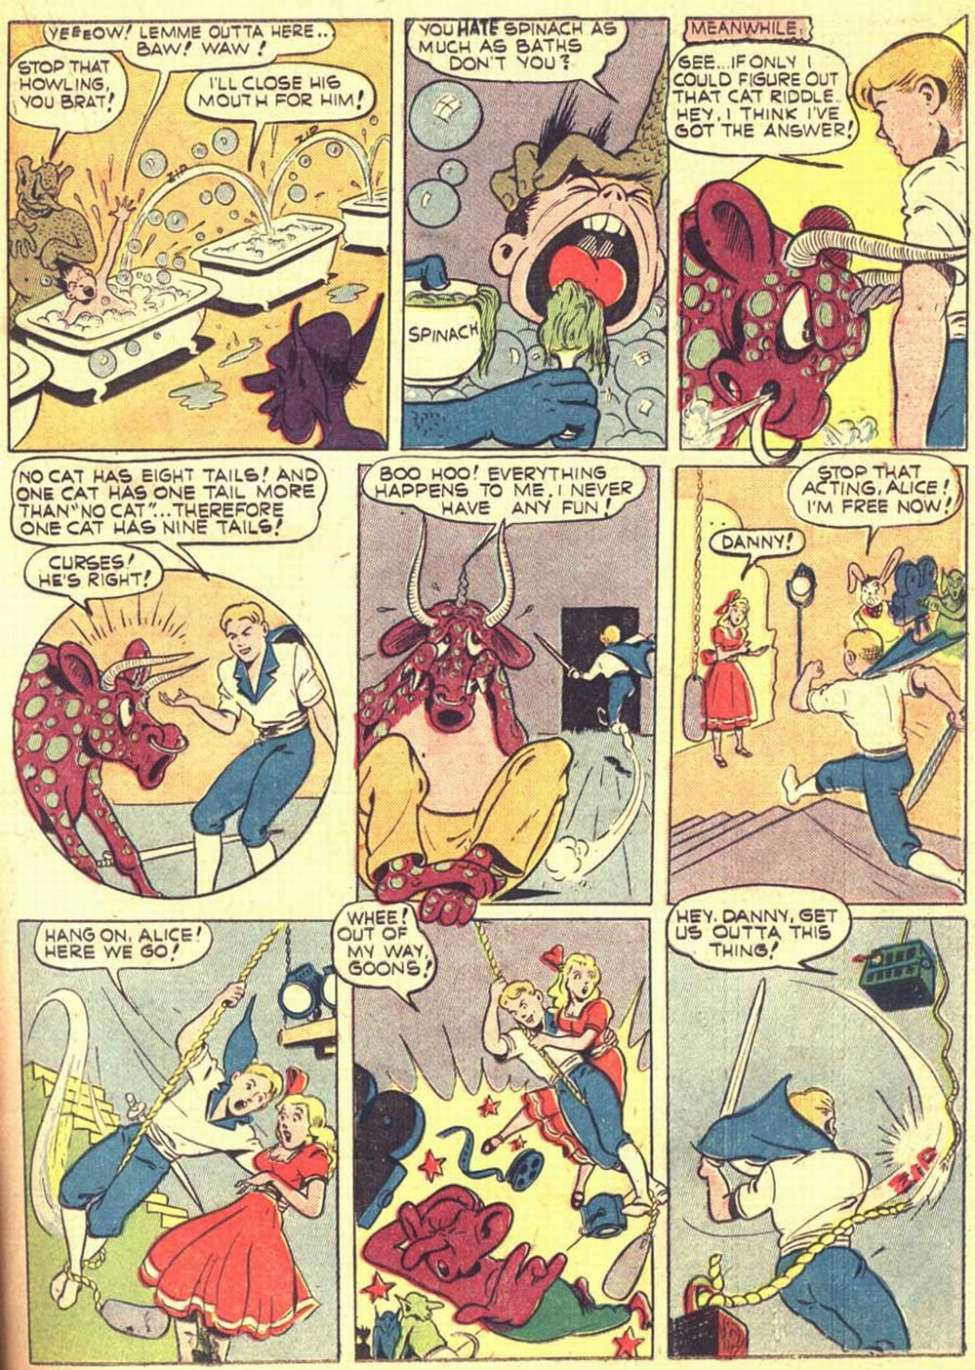 YEEEOW! LEMME OUTTA HERE..
BAW! WAW!
STOP THAT
HOWLING,
YOU BRAT!
I'LL CLOSE HIS
MOUTH FOR HIM!
ZIP
ZIP
YOU HATE SPINACH AS
MUCH AS BATHS
DON'T YOU?
SPINACH
MEANWHILE,
GEE...IF ONLY I
COULD FIGURE OUT
THAT CAT RIDDLE..
HEY, I THINK I'VE
GOT THE ANSWER!
NO CAT HAS EIGHT TAILS! AND
ONE CAT HAS ONE TAIL MORE
THAN "NO CAT"...THEREFORE
ONE CAT HAS NINE TAILS!
CURSES!
HE'S RIGHT!
BOO HOO! EVERYTHING
HAPPENS TO ME. I NEVER
HAVE ANY FUN!
STOP THAT
ACTING, ALICE!
I'M FREE NOW!
DANNY!
HANG ON, ALICE!
HERE WE GO!
WHEE!
OUT OF
MY WAY,
GOONS!
HEY, DANNY, GET
US OUTTA THIS
THING!
ZIP